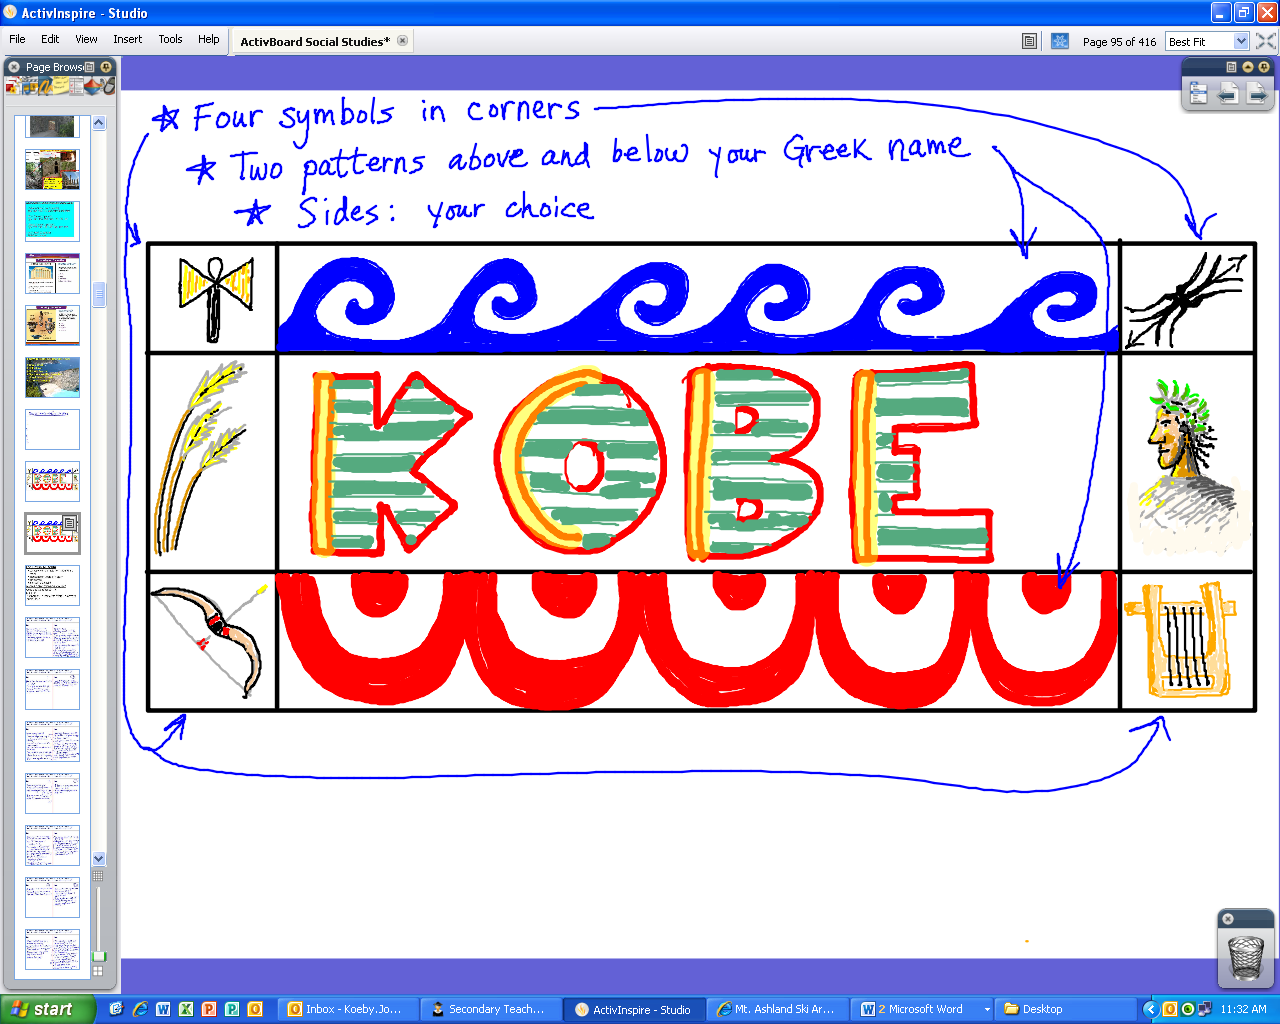 ActivInspire - Studio
File Edit View Insert Tools Help
ActivBoard Social Studies*
Page 95 of 416
Best Fit
Page Browse
☆ Four symbols in corners
☆ Two patterns above and below your Greek name
☆ Sides: your choice
KOBE
start
Inbox - Koeby.Jo...
Secondary Teach...
ActivInspire - Studio
Mt. Ashland Ski Ar...
2 Microsoft Word
Desktop
11:32 AM